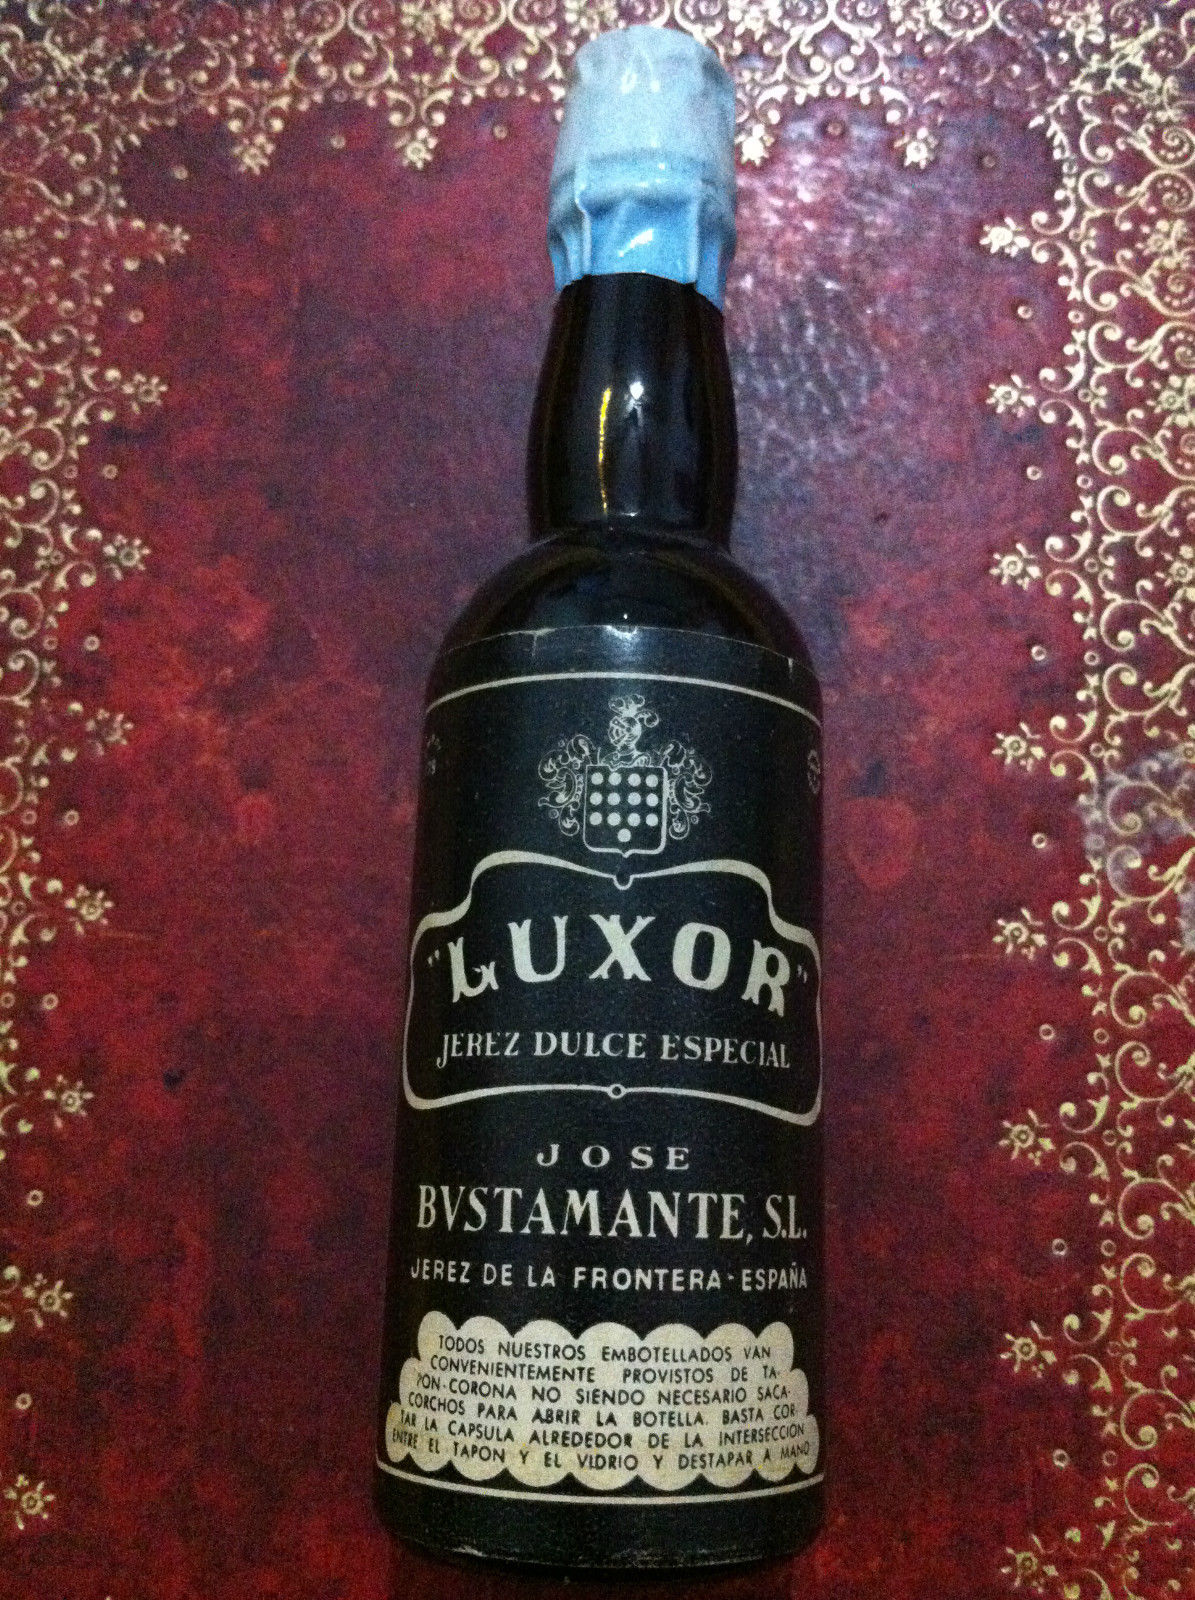 "LUXOR"
JEREZ DULCE ESPECIAL
JOSE
BVSTAMANTE, S.L.
JEREZ DE LA FRONTERA - ESPAÑA
TODOS NUESTROS EMBOTELLADOS VAN
CONVENIENTEMENTE PROVISTOS DE TA-
PON-CORONA NO SIENDO NECESARIO SACA-
CORCHOS PARA ABRIR LA BOTELLA. BASTA COR
TAR LA CAPSULA ALREDEDOR DE LA INTERSECCIÓN
ENTRE EL TAPON Y EL VIDRIO Y DESTAPAR A MANO